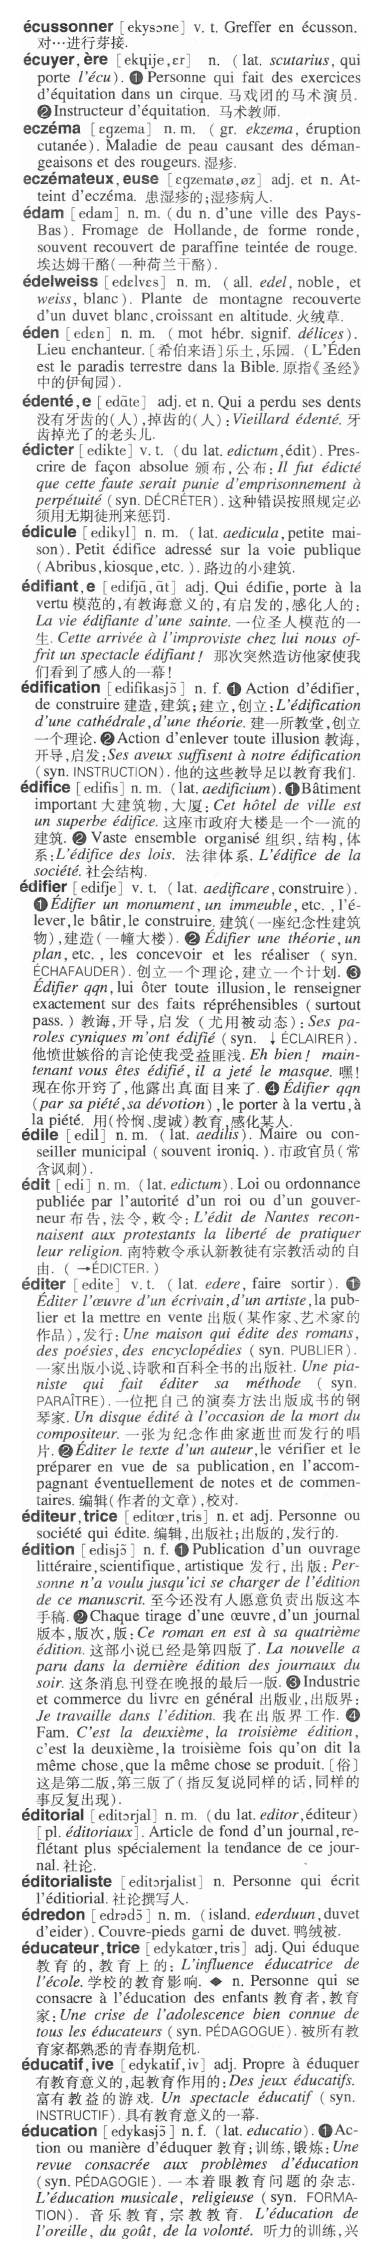 écussonner [ekysɔne] v. t. Greffer en écusson.
对…进行芽接.
écuyer, ère [ekɥije,ɛr] n. (lat. scutarius, qui
porte l'écu). ❶ Personne qui fait des exercices
d'équitation dans un cirque. 马戏团的马术演员.
❷ Instructeur d'équitation. 马术教师.
eczéma [ɛgzema] n. m. (gr. ekzema, éruption
cutanée). Maladie de peau causant des déman-
geaisons et des rougeurs. 湿疹.
eczémateux, euse [ɛgzematø,øz] adj. et n. At-
teint d'eczéma. 患湿疹的;湿疹病人.
édam [edam] n. m. (du n. d'une ville des Pays-
Bas). Fromage de Hollande, de forme ronde,
souvent recouvert de paraffine teintée de rouge.
埃达姆干酪(一种荷兰干酪).
édelweiss [edɛlvɛs] n. m. (all. edel, noble, et
weiss, blanc). Plante de montagne recouverte
d'un duvet blanc,croissant en altitude. 火绒草.
éden [edɛn] n. m. (mot hébr. signif. délices).
Lieu enchanteur. [希伯来语]乐土,乐园. (L'Éden
est le paradis terrestre dans la Bible. 原指《圣经》
中的伊甸园).
édenté,e [edɑ̃te] adj. et n. Qui a perdu ses dents
没有牙齿的(人),掉齿的(人):Vieillard édenté. 牙
齿掉光了的老头儿.
édicter [edikte] v. t. (du lat. edictum,édit). Pres-
crire de façon absolue 颁布,公布:Il fut édicté
que cette faute serait punie d'emprisonnement à
perpétuité (syn. DÉCRÉTER). 这种错误按照规定必
须用无期徒刑来惩罚.
édicule [edikyl] n. m. (lat. aedicula,petite mai-
son). Petit édifice adressé sur la voie publique
(Abribus,kiosque,etc.). 路边的小建筑.
édifiant,e [edifjɑ̃,ɑ̃t] adj. Qui édifie,porte à la
vertu 模范的,有教诲意义的,有启发的,感化人的:
La vie édifiante d'une sainte. 一位圣人模范的一
生. Cette arrivée à l'improviste chez lui nous of-
frit un spectacle édifiant! 那次突然造访他家使我
们看到了感人的一幕!
édification [edifikasjɔ̃] n. f. ❶ Action d'édifier,
de construire 建造,建筑;建立,创立:L'édification
d'une cathédrale,d'une théorie. 建一所教堂,创立
一个理论. ❷ Action d'enlever toute illusion 教诲,
开导,启发:Ses aveux suffisent à notre édification
(syn. INSTRUCTION). 他的这些教导足以教育我们.
édifice [edifis] n. m. (lat. aedificium). ❶ Bâtiment
important 大建筑物,大厦:Cet hôtel de ville est
un superbe édifice. 这座市政府大楼是一个一流的
建筑. ❷ Vaste ensemble organisé 组织,结构,体
系:L'édifice des lois. 法律体系. L'édifice de la
société. 社会结构.
édifier [edifje] v. t. (lat. aedificare,construire).
❶ Édifier un monument, un immeuble, etc. , l'é-
lever,le bâtir,le construire. 建筑(一座纪念性建筑
物),建造(一幢大楼). ❷ Édifier une théorie, un
plan, etc. , les concevoir et les réaliser (syn.
ÉCHAFAUDER). 创立一个理论,建立一个计划. ❸
Édifier qqn,lui ôter toute illusion,le renseigner
exactement sur des faits répréhensibles (surtout
pass.) 教诲,开导,启发 (尤用被动态):Ses pa-
roles cyniques m'ont édifié (syn. ↓ÉCLAIRER).
他愤世嫉俗的言论使我受益匪浅. Eh bien! main-
tenant vous êtes édifié, il a jeté le masque. 嘿!
现在你开窍了,他露出真面目来了. ❹ Édifier qqn
(par sa piété,sa dévotion),le porter à la vertu,à
la piété. 用(怜悯、虔诚)教育,感化某人.
édile [edil] n. m. (lat. aedilis). Maire ou con-
seiller municipal (souvent ironiq.). 市政官员(常
含讽刺).
édit [edi] n. m. (lat. edictum). Loi ou ordonnance
publiée par l'autorité d'un roi ou d'un gouver-
neur 布告,法令,敕令:L'édit de Nantes recon-
naisent aux protestants la liberté de pratiquer
leur religion. 南特敕令承认新教徒有宗教活动的自
由. (→ÉDICTER.)
éditer [edite] v. t. (lat. edere, faire sortir). ❶
Éditer l'œuvre d'un écrivain,d'un artiste,la pub-
lier et la mettre en vente 出版(某作家、艺术家的
作品),发行:Une maison qui édite des romans,
des poésies,des encyclopédies (syn. PUBLIER).
一家出版小说、诗歌和百科全书的出版社. Une pia-
niste qui fait éditer sa méthode (syn.
PARAÎTRE). 一位把自己的演奏方法出版成书的钢
琴家. Un disque édité à l'occasion de la mort du
compositeur. 一张为纪念作曲家逝世而发行的唱
片. ❷ Éditer le texte d'un auteur,le vérifier et le
préparer en vue de sa publication, en l'accom-
pagnant éventuellement de notes et de commen-
taires. 编辑(作者的文章),校对.
éditeur,trice [editœr,tris] n. et adj. Personne ou
société qui édite. 编辑,出版社;出版的,发行的.
édition [edisjɔ̃] n. f. ❶ Publication d'un ouvrage
littéraire,scientifique, artistique 发行,出版:Per-
sonne n'a voulu jusqu'ici se charger de l'édition
de ce manuscrit. 至今还没有人愿意负责出版这本
手稿. ❷ Chaque tirage d'une œuvre,d'un journal
版本,版次,版:Ce roman en est à sa quatrième
édition. 这部小说已经是第四版了. La nouvelle a
paru dans la dernière édition des journaux du
soir. 这条消息刊登在晚报的最后一版. ❸ Industrie
et commerce du livre en général 出版业,出版界:
Je travaille dans l'édition. 我在出版界工作. ❹
Fam. C'est la deuxième, la troisième édition,
c'est la deuxième,la troisième fois qu'on dit la
même chose,que la même chose se produit. [俗]
这是第二版,第三版了(指反复说同样的话,同样的
事反复出现).
éditorial [editɔrjal] n. m. (du lat. editor,éditeur)
[pl. éditoriaux]. Article de fond d'un journal,re-
flétant plus spécialement la tendance de ce jour-
nal. 社论.
éditorialiste [editɔrjalist] n. Personne qui écrit
l'éditiorial. 社论撰写人.
édredon [edrədɔ̃] n. m. (island. ederduun,duvet
d'eider). Couvre-pieds garni de duvet. 鸭绒被.
éducateur,trice [edykatœr,tris] adj. Qui éduque
教育的, 教育上的: L'influence éducatrice de
l'école. 学校的教育影响. ◆ n. Personne qui se
consacre à l'éducation des enfants 教育者,教育
家:Une crise de l'adolescence bien connue de
tous les éducateurs (syn. PÉDAGOGUE). 被所有教
育家都熟悉的青春期危机.
éducatif,ive [edykatif,iv] adj. Propre à éduquer
有教育意义的,起教育作用的:Des jeux éducatifs.
富有教益的游戏. Un spectacle éducatif (syn.
INSTRUCTIF). 具有教育意义的一幕.
éducation [edykasjɔ̃] n. f. (lat. educatio). ❶ Ac-
tion ou manière d'éduquer 教育;训练,锻炼:Une
revue consacrée aux problèmes d'éducation
(syn. PÉDAGOGIE). 一本着眼教育问题的杂志.
L'éducation musicale, religieuse (syn. FORMA-
TION). 音乐教育, 宗教教育. L'éducation de
l'oreille, du goût, de la volonté. 听力的训练,兴